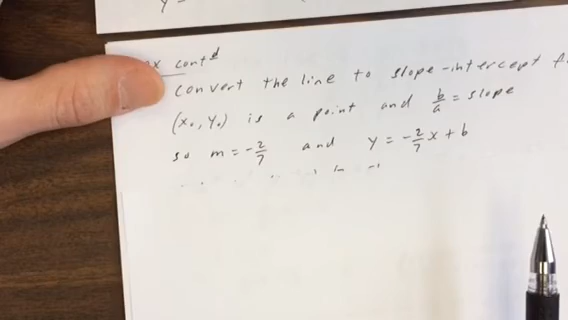 y =
ex cont'd
convert the line to slope-intercept f
(x₀, y₀) is a point and b/a = slope
so m = -2/7 and y = -2/7 x + b